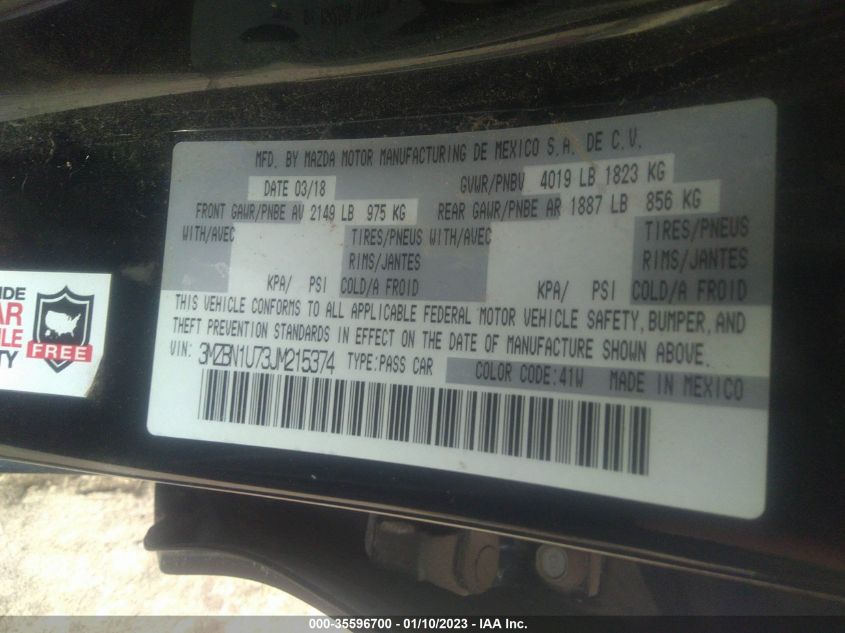 MFD. BY MAZDA MOTOR MANUFACTURING DE MEXICO S.A. DE C.V.
DATE 03/18 GVWR/PNBV 4019 LB 1823 KG
FRONT GAWR/PNBE AV 2149 LB 975 KG REAR GAWR/PNBE AR 1887 LB 856 KG
WITH/AVEC TIRES/PNEUS WITH/AVEC TIRES/PNEUS
RIMS/JANTES RIMS/JANTES
KPA/ PSI COLD/A FROID KPA/ PSI COLD/A FROID
THIS VEHICLE CONFORMS TO ALL APPLICABLE FEDERAL MOTOR VEHICLE SAFETY, BUMPER, AND
THEFT PREVENTION STANDARDS IN EFFECT ON THE DATE OF MANUFACTURE SHOWN ABOVE.
VIN: 3MZBN1U73JM215374 TYPE:PASS CAR COLOR CODE:41W MADE IN MEXICO
FREE
000-35596700 - 01/10/2023 - IAA Inc.